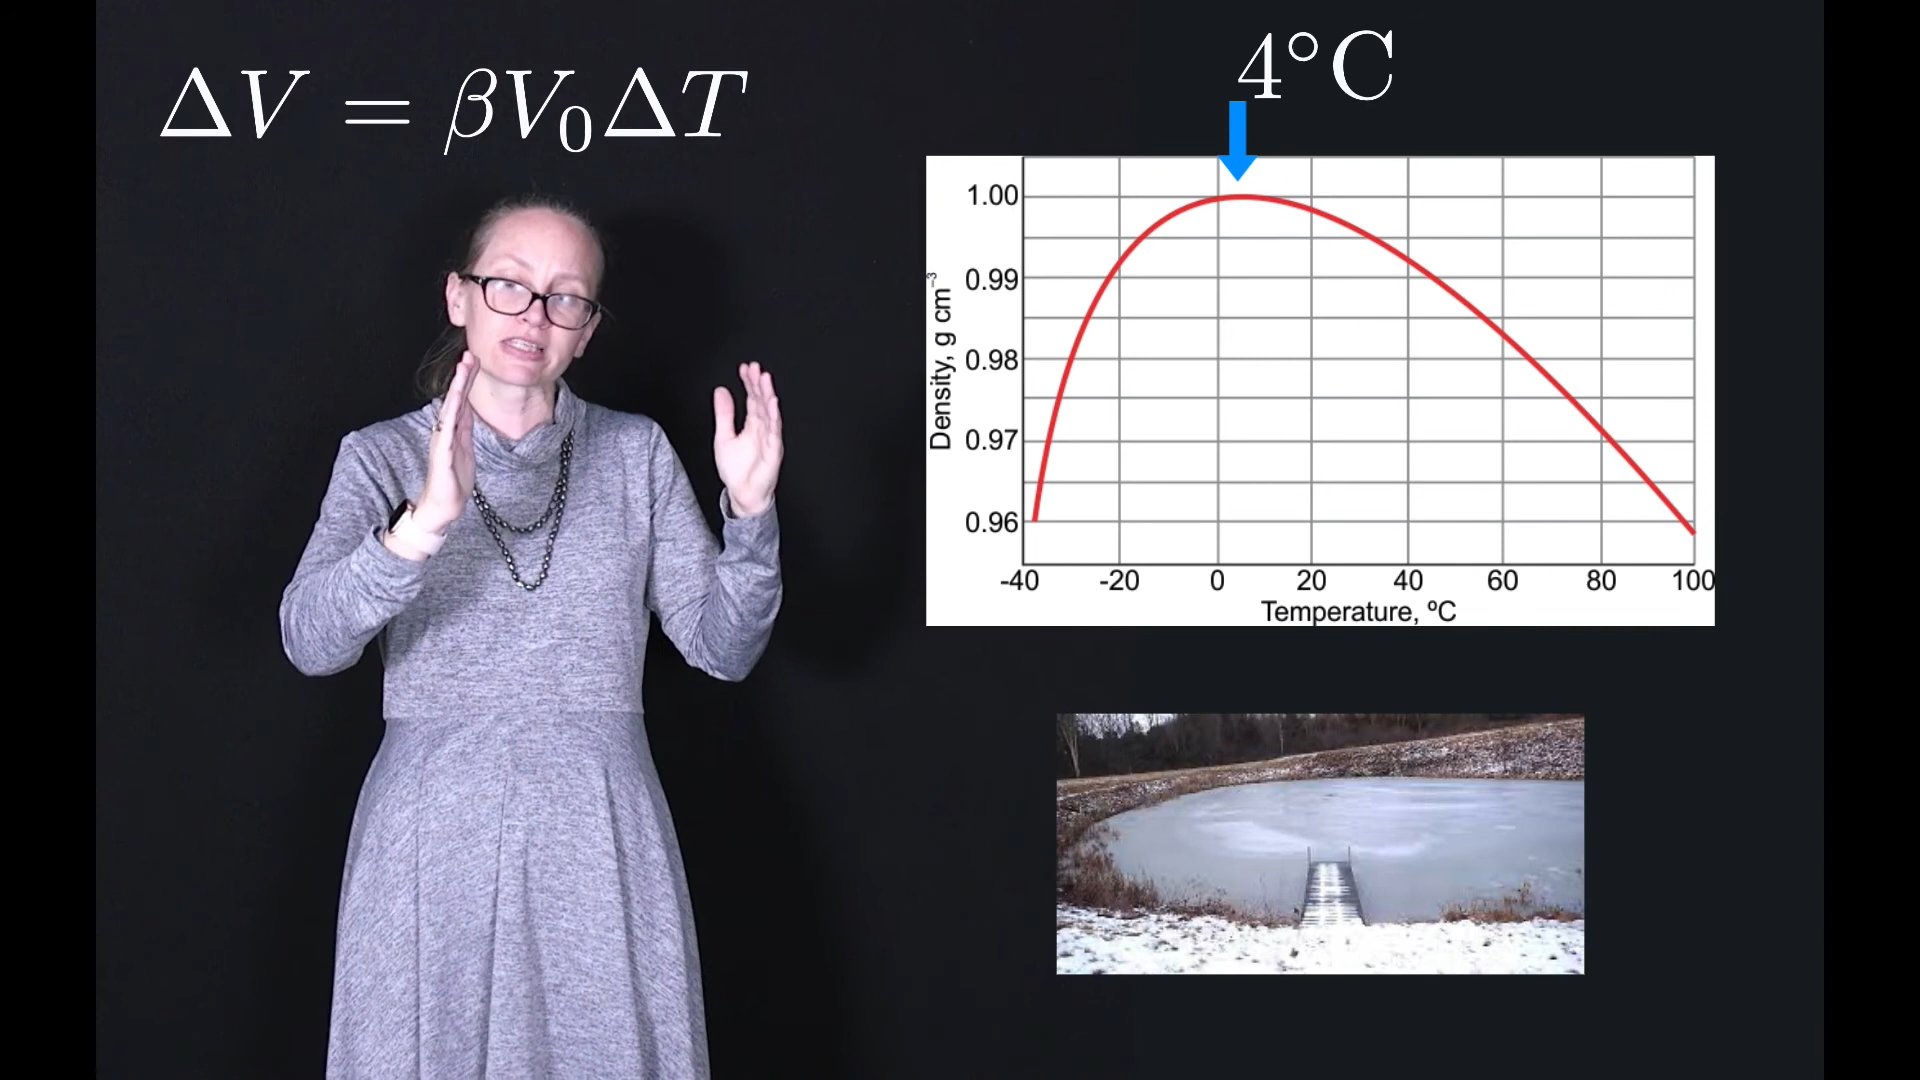 ΔV = βV₀ΔT
4°C
Density, g cm⁻³
1.00
0.99
0.98
0.97
0.96
-40 -20 0 20 40 60 80 100
Temperature, ºC